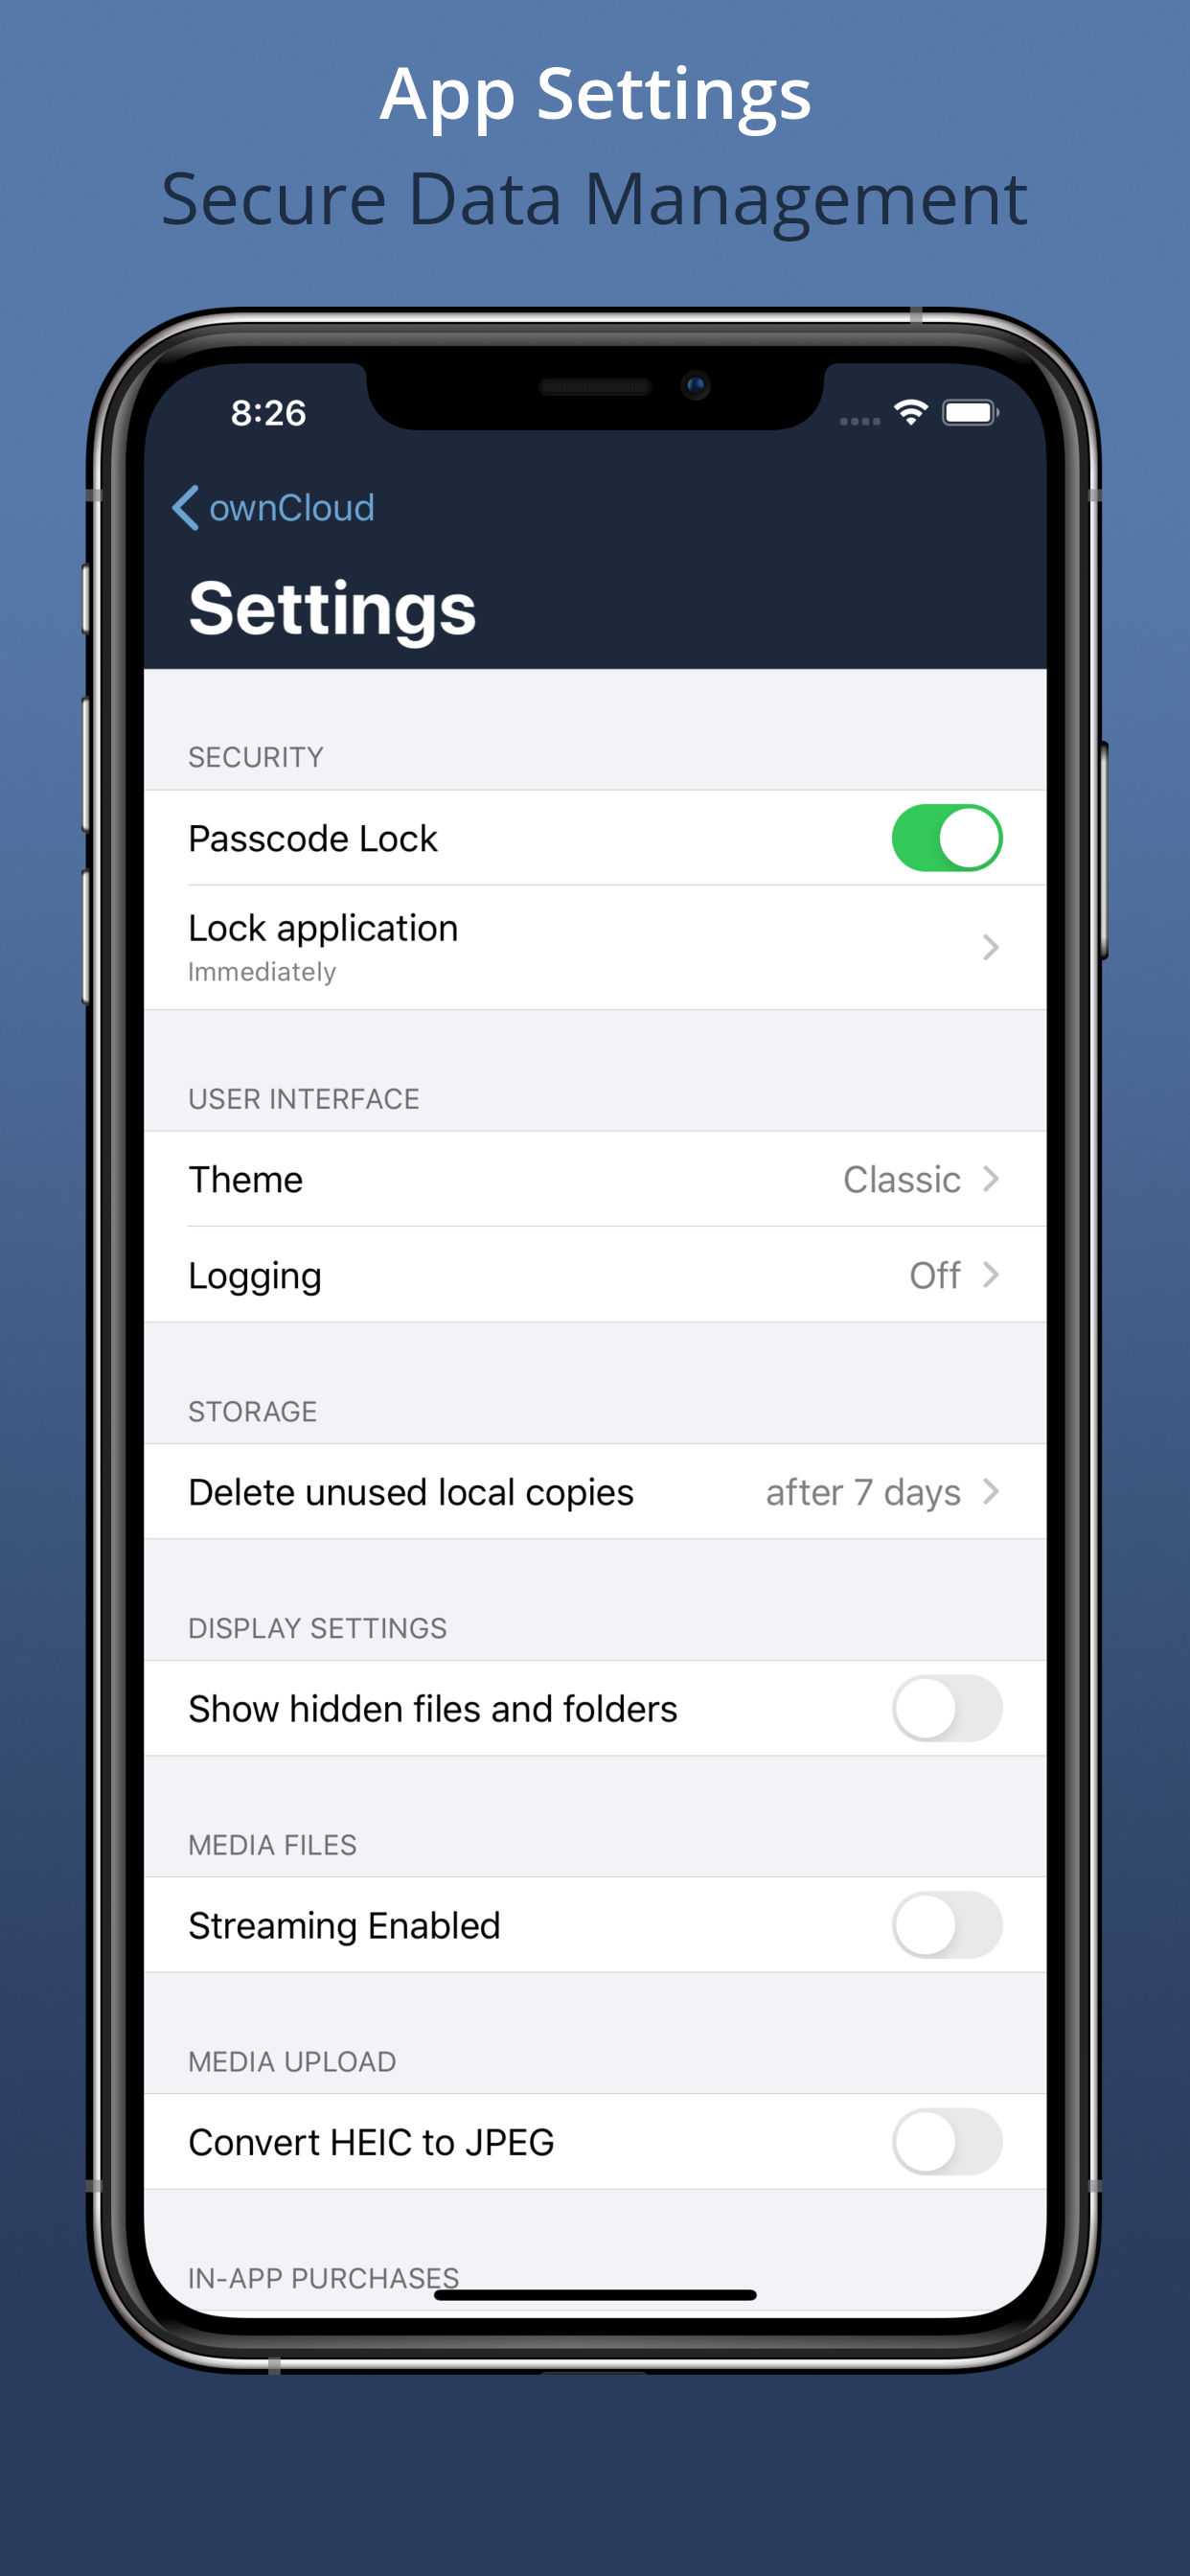 App Settings
Secure Data Management
8:26
ownCloud
Settings
SECURITY
Passcode Lock
Lock application
Immediately
USER INTERFACE
Theme Classic
Logging Off
STORAGE
Delete unused local copies after 7 days
DISPLAY SETTINGS
Show hidden files and folders
MEDIA FILES
Streaming Enabled
MEDIA UPLOAD
Convert HEIC to JPEG
IN-APP PURCHASES